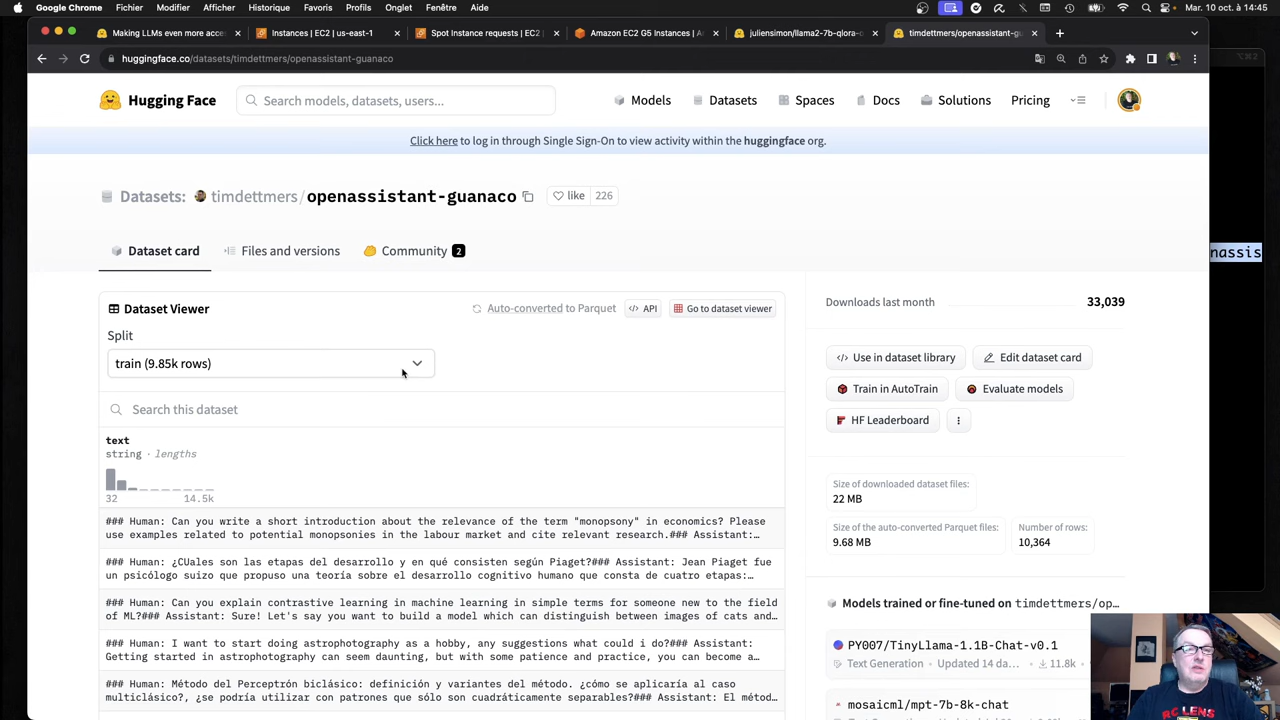 Google Chrome Fichier Modifier Afficher Historique Favoris Profils Onglet Fenêtre Aide Mar. 10 oct. à 14:45
Making LLMs even more acce Instances | EC2 | us-east-1 Spot Instance requests | EC2 Amazon EC2 G5 Instances | A juliensimon/llama2-7b-qlora-o timdettmers/openassistant-gu
huggingface.co/datasets/timdettmers/openassistant-guanaco
Hugging Face
Search models, datasets, users...
Models Datasets Spaces Docs Solutions Pricing
Click here to log in through Single Sign-On to view activity within the huggingface org.
Datasets: timdettmers/openassistant-guanaco like 226
Dataset card Files and versions Community 2
nassis
Dataset Viewer
Auto-converted to Parquet API Go to dataset viewer
Split
train (9.85k rows)
Search this dataset
text
string · lengths
32 14.5k
### Human: Can you write a short introduction about the relevance of the term "monopsony" in economics? Please
use examples related to potential monopsonies in the labour market and cite relevant research.### Assistant:…
### Human: ¿CUales son las etapas del desarrollo y en qué consisten según Piaget?### Assistant: Jean Piaget fue
un psicólogo suizo que propuso una teoría sobre el desarrollo cognitivo humano que consta de cuatro etapas:…
### Human: Can you explain contrastive learning in machine learning in simple terms for someone new to the field
of ML?### Assistant: Sure! Let's say you want to build a model which can distinguish between images of cats and…
### Human: I want to start doing astrophotography as a hobby, any suggestions what could i do?### Assistant:
Getting started in astrophotography can seem daunting, but with some patience and practice, you can become a…
### Human: Método del Perceptrón biclásico: definición y variantes del método. ¿cómo se aplicaría al caso
multiclásico?, ¿se podría utilizar con patrones que sólo son cuadráticamente separables?### Assistant: El métod…
Downloads last month 33,039
Use in dataset library Edit dataset card
Train in AutoTrain Evaluate models
HF Leaderboard
Size of downloaded dataset files:
22 MB
Size of the auto-converted Parquet files:
9.68 MB
Number of rows:
10,364
Models trained or fine-tuned on timdettmers/op…
PY007/TinyLlama-1.1B-Chat-v0.1
Text Generation · Updated 14 da… · 11.8k
mosaicml/mpt-7b-8k-chat